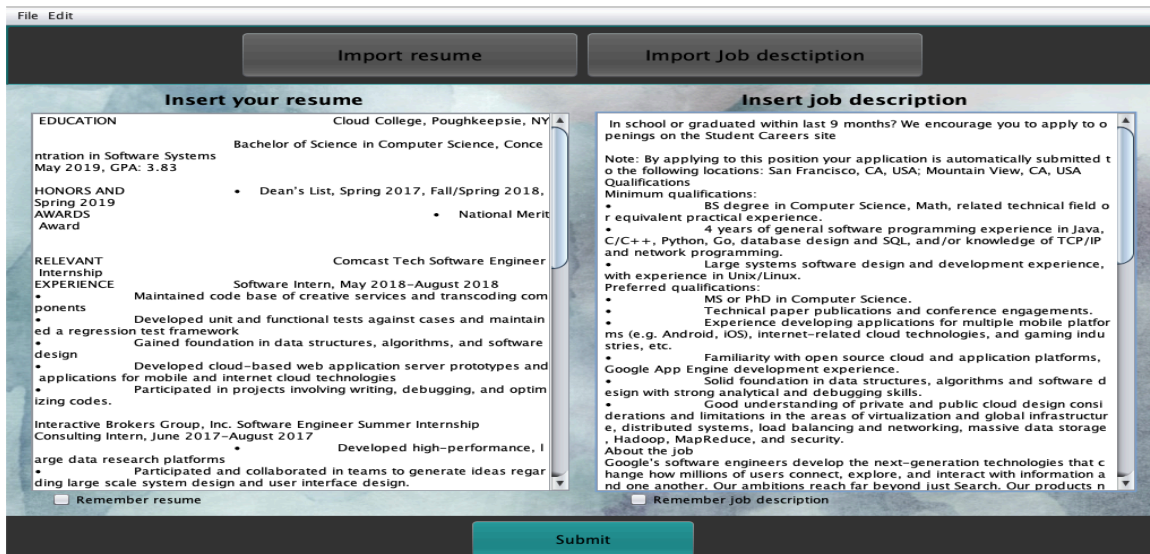 File Edit
Import resume Import Job desctiption
Insert your resume
EDUCATION Cloud College, Poughkeepsie, NY
Bachelor of Science in Computer Science, Conce
ntration in Software Systems
May 2019, GPA: 3.83
HONORS AND • Dean's List, Spring 2017, Fall/Spring 2018,
Spring 2019
AWARDS • National Merit
Award
RELEVANT Comcast Tech Software Engineer
Internship
EXPERIENCE Software Intern, May 2018–August 2018
• Maintained code base of creative services and transcoding com
ponents
• Developed unit and functional tests against cases and maintain
ed a regression test framework
• Gained foundation in data structures, algorithms, and software
design
• Developed cloud-based web application server prototypes and
applications for mobile and internet cloud technologies
• Participated in projects involving writing, debugging, and optim
izing codes.
Interactive Brokers Group, Inc. Software Engineer Summer Internship
Consulting Intern, June 2017–August 2017
• Developed high-performance, l
arge data research platforms
• Participated and collaborated in teams to generate ideas regar
ding large scale system design and user interface design.
Remember resume
Insert job description
In school or graduated within last 9 months? We encourage you to apply to o
penings on the Student Careers site
Note: By applying to this position your application is automatically submitted t
o the following locations: San Francisco, CA, USA; Mountain View, CA, USA
Qualifications
Minimum qualifications:
• BS degree in Computer Science, Math, related technical field o
r equivalent practical experience.
• 4 years of general software programming experience in Java,
C/C++, Python, Go, database design and SQL, and/or knowledge of TCP/IP
and network programming.
• Large systems software design and development experience,
with experience in Unix/Linux.
Preferred qualifications:
• MS or PhD in Computer Science.
• Technical paper publications and conference engagements.
• Experience developing applications for multiple mobile platfor
ms (e.g. Android, iOS), internet-related cloud technologies, and gaming indu
stries, etc.
• Familiarity with open source cloud and application platforms,
Google App Engine development experience.
• Solid foundation in data structures, algorithms and software d
esign with strong analytical and debugging skills.
• Good understanding of private and public cloud design consi
derations and limitations in the areas of virtualization and global infrastructur
e, distributed systems, load balancing and networking, massive data storage
, Hadoop, MapReduce, and security.
About the job
Google's software engineers develop the next-generation technologies that c
hange how millions of users connect, explore, and interact with information a
nd one another. Our ambitions reach far beyond just Search. Our products n
Remember job description
Submit